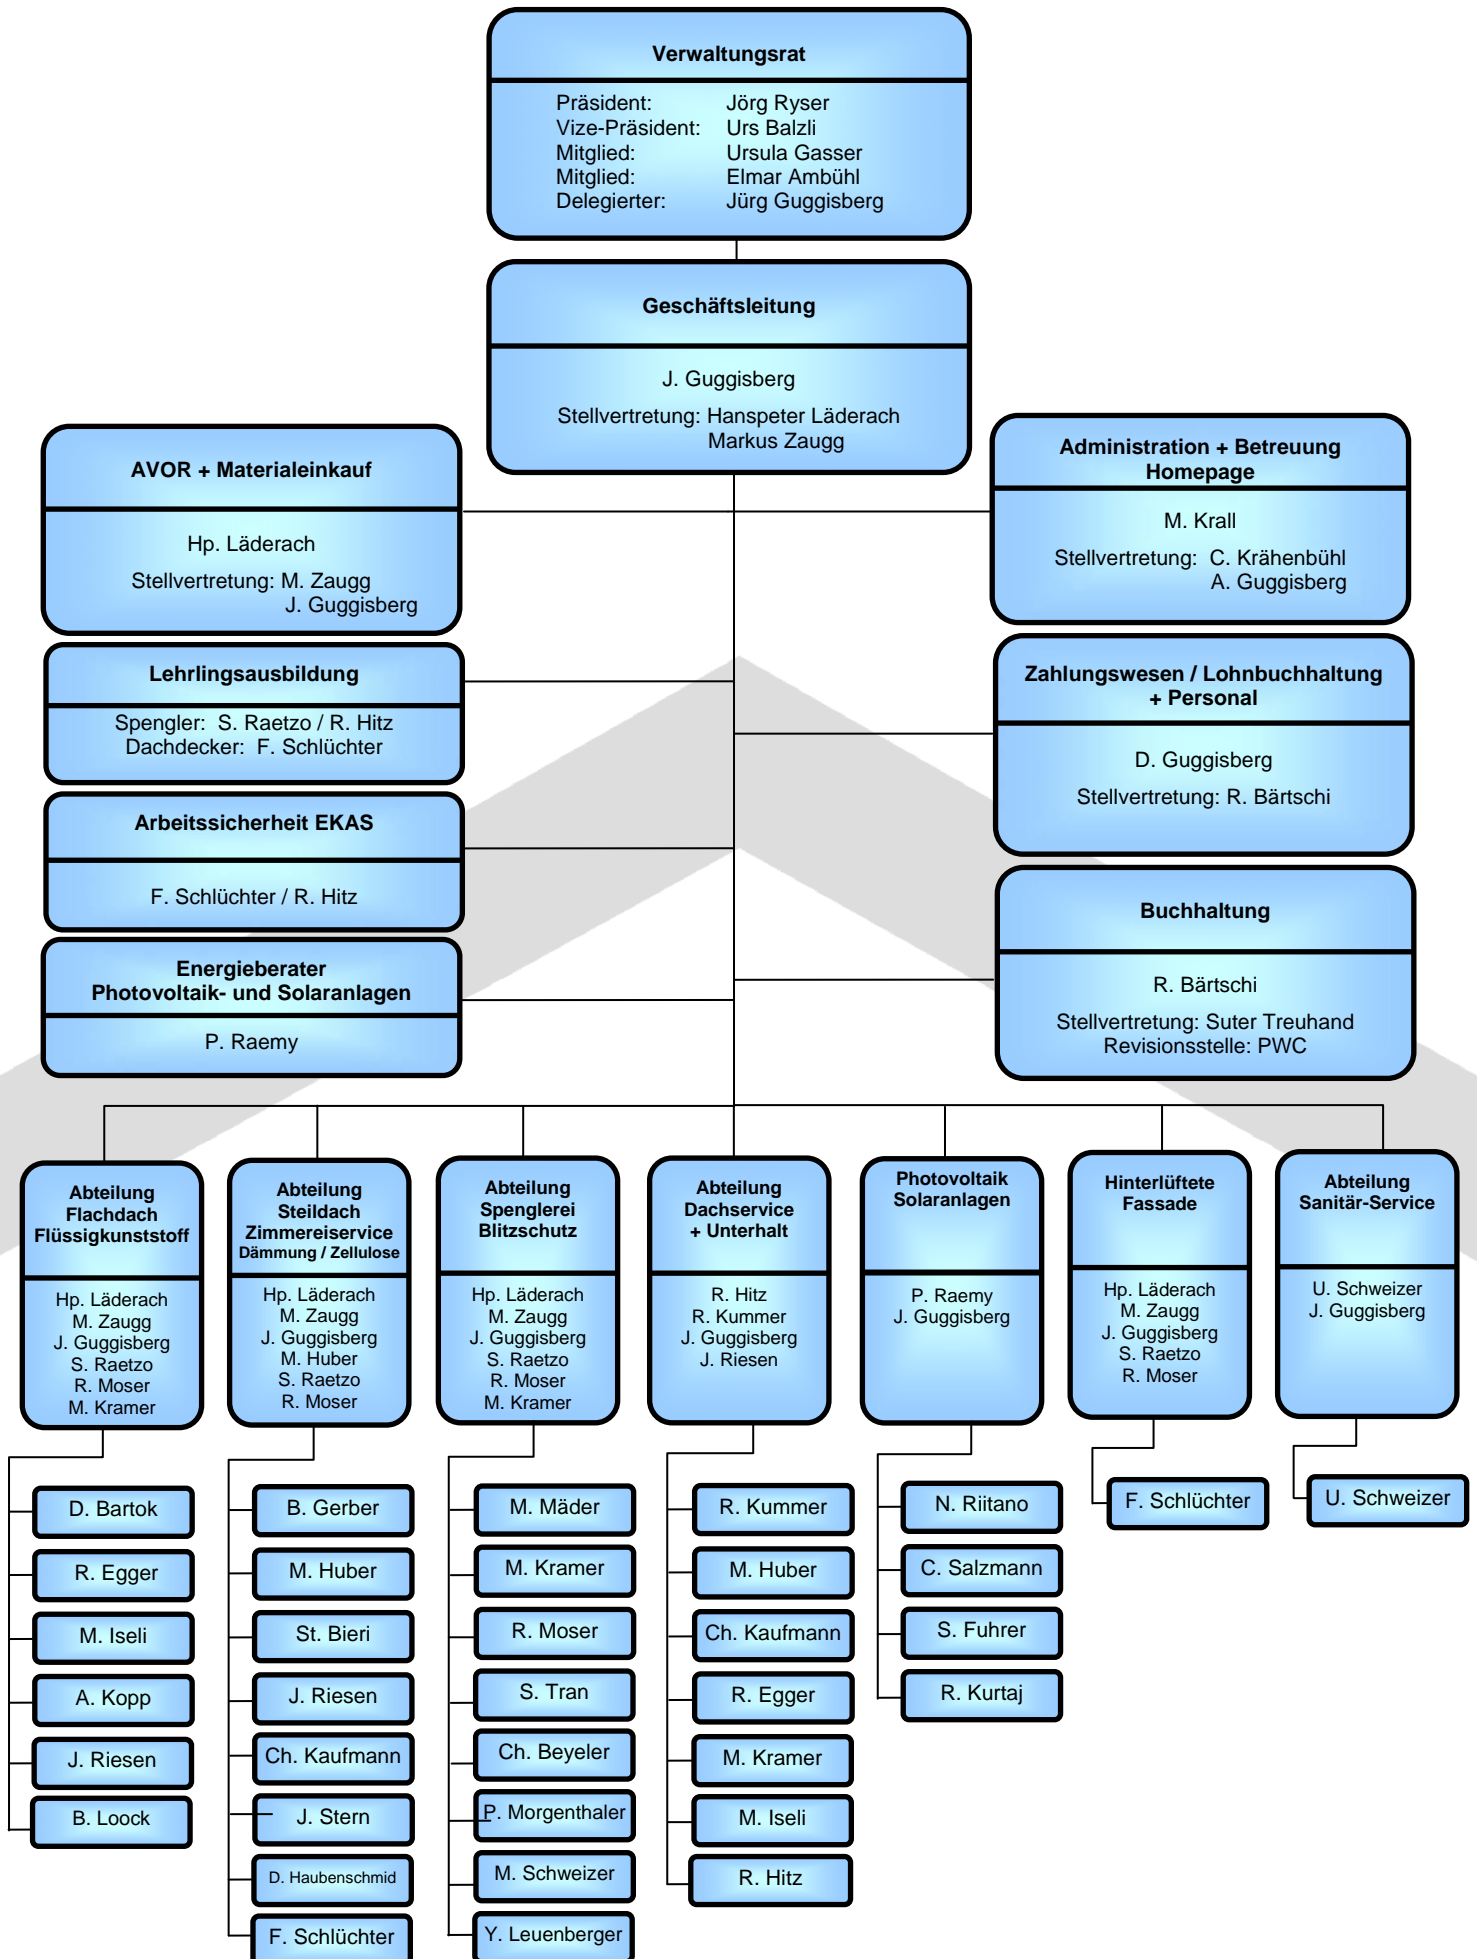 Verwaltungsrat
Präsident: Jörg Ryser
Vize-Präsident: Urs Balzli
Mitglied: Ursula Gasser
Mitglied: Elmar Ambühl
Delegierter: Jürg Guggisberg
Geschäftsleitung
J. Guggisberg
Stellvertretung: Hanspeter Läderach
Markus Zaugg
AVOR + Materialeinkauf
Hp. Läderach
Stellvertretung: M. Zaugg
J. Guggisberg
Administration + Betreuung
Homepage
M. Krall
Stellvertretung: C. Krähenbühl
A. Guggisberg
Lehrlingsausbildung
Spengler: S. Raetzo / R. Hitz
Dachdecker: F. Schlüchter
Zahlungswesen / Lohnbuchhaltung
+ Personal
D. Guggisberg
Stellvertretung: R. Bärtschi
Arbeitssicherheit EKAS
F. Schlüchter / R. Hitz
Buchhaltung
R. Bärtschi
Stellvertretung: Suter Treuhand
Revisionsstelle: PWC
Energieberater
Photovoltaik- und Solaranlagen
P. Raemy
Abteilung
Flachdach
Flüssigkunststoff
Hp. Läderach
M. Zaugg
J. Guggisberg
S. Raetzo
R. Moser
M. Kramer
D. Bartok
R. Egger
M. Iseli
A. Kopp
J. Riesen
B. Loock
Abteilung
Steildach
Zimmereiservice
Dämmung / Zellulose
Hp. Läderach
M. Zaugg
J. Guggisberg
M. Huber
S. Raetzo
R. Moser
B. Gerber
M. Huber
St. Bieri
J. Riesen
Ch. Kaufmann
J. Stern
D. Haubenschmid
F. Schlüchter
Abteilung
Spenglerei
Blitzschutz
Hp. Läderach
M. Zaugg
J. Guggisberg
S. Raetzo
R. Moser
M. Kramer
M. Mäder
M. Kramer
R. Moser
S. Tran
Ch. Beyeler
P. Morgenthaler
M. Schweizer
Y. Leuenberger
Abteilung
Dachservice
+ Unterhalt
R. Hitz
R. Kummer
J. Guggisberg
J. Riesen
R. Kummer
M. Huber
Ch. Kaufmann
R. Egger
M. Kramer
M. Iseli
R. Hitz
Photovoltaik
Solaranlagen
P. Raemy
J. Guggisberg
N. Riitano
C. Salzmann
S. Fuhrer
R. Kurtaj
Hinterlüftete
Fassade
Hp. Läderach
M. Zaugg
J. Guggisberg
S. Raetzo
R. Moser
F. Schlüchter
Abteilung
Sanitär-Service
U. Schweizer
J. Guggisberg
U. Schweizer